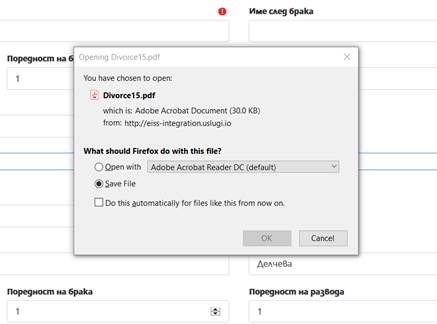 Име след брака
Поредност на б
1
Opening Divorce15.pdf
You have chosen to open:
Divorce15.pdf
which is: Adobe Acrobat Document (30.0 KB)
from: http://eiss-integration.uslugi.io
What should Firefox do with this file?
Open with Adobe Acrobat Reader DC (default)
Save File
Do this automatically for files like this from now on.
OK Cancel
Делчева
Поредност на брака Поредност на развода
1 1